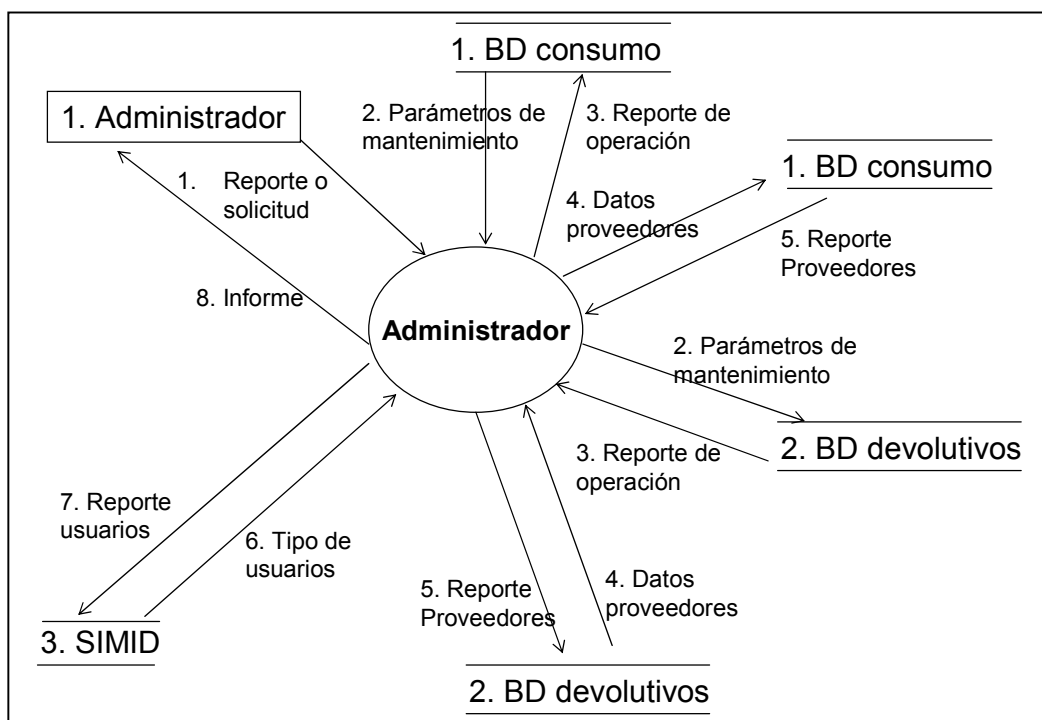 1. BD consumo
1. Administrador
2. Parámetros de
mantenimiento
3. Reporte de
operación
1. BD consumo
1. Reporte o
solicitud
4. Datos
proveedores
5. Reporte
Proveedores
8. Informe
Administrador
2. Parámetros de
mantenimiento
2. BD devolutivos
3. Reporte de
operación
7. Reporte
usuarios
6. Tipo de
usuarios
5. Reporte
Proveedores
4. Datos
proveedores
3. SIMID
2. BD devolutivos